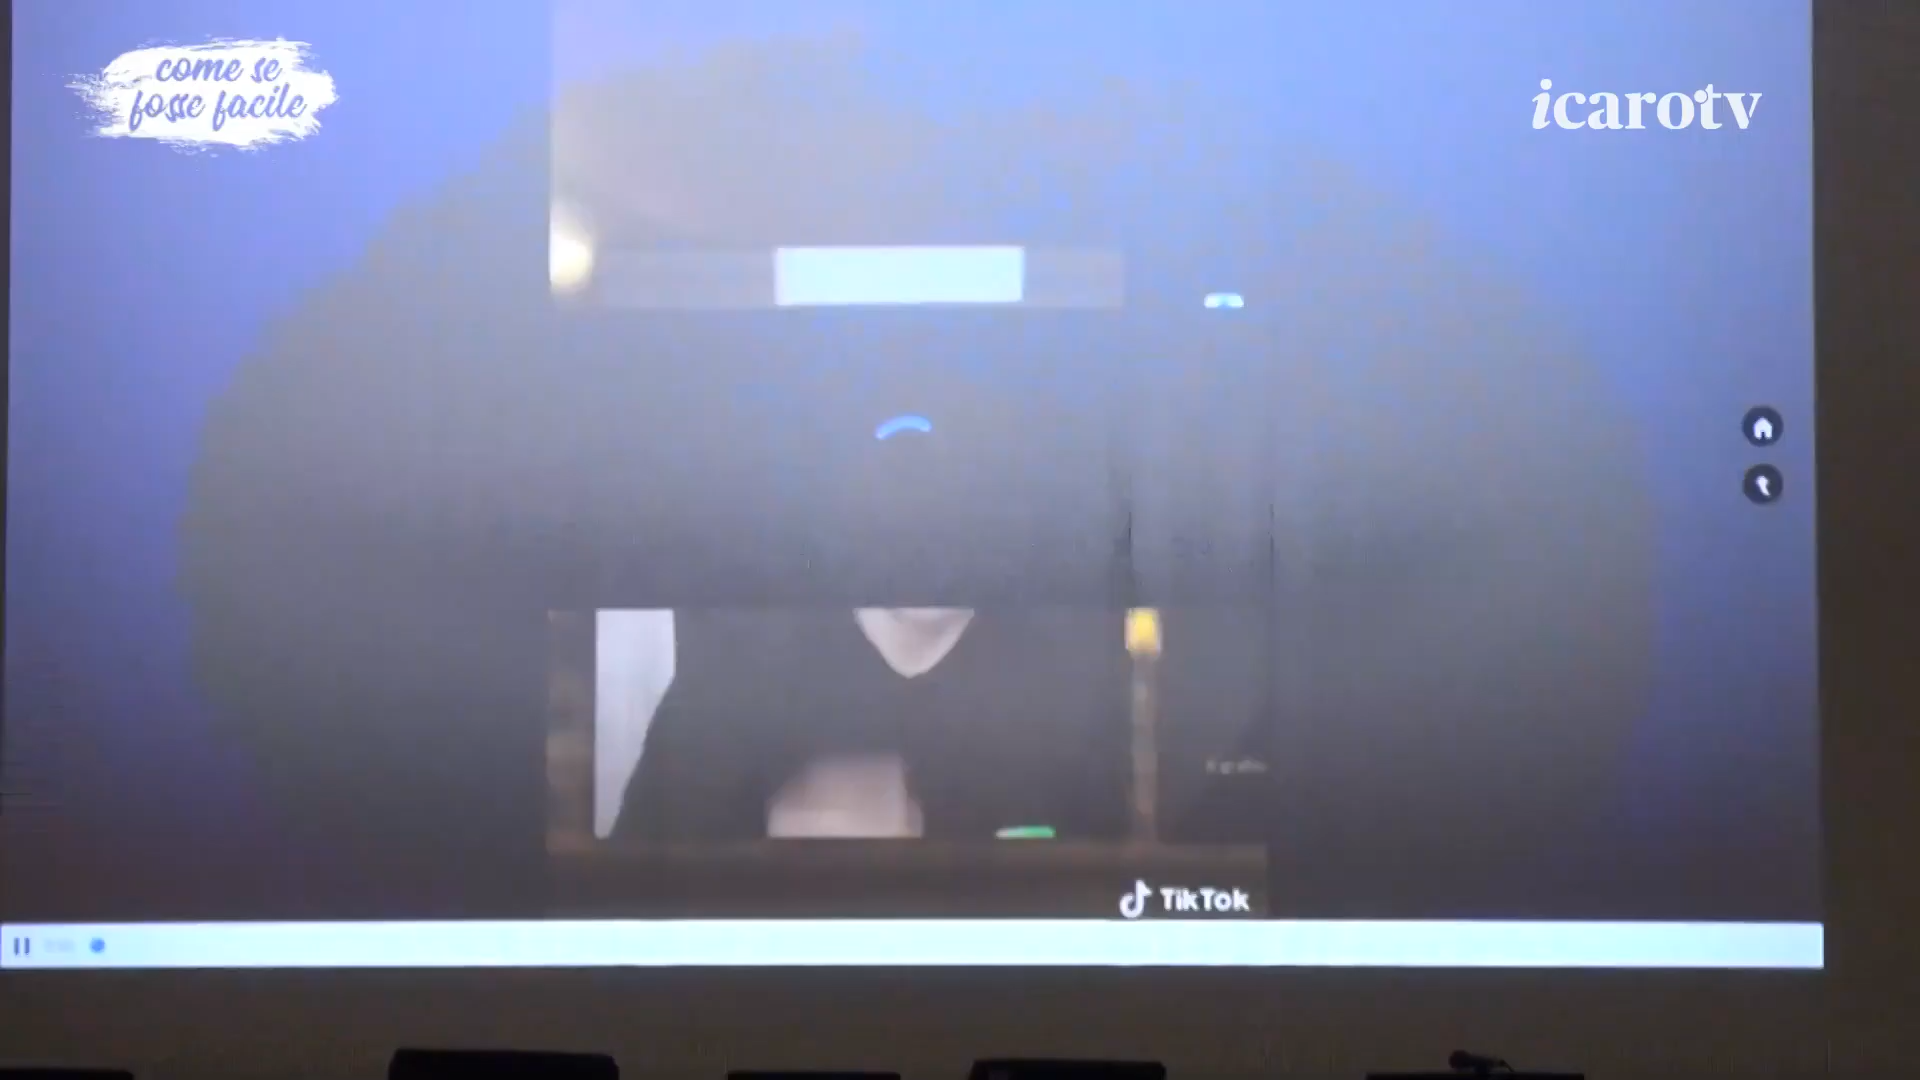 come se
fosse facile
icarotv
TikTok